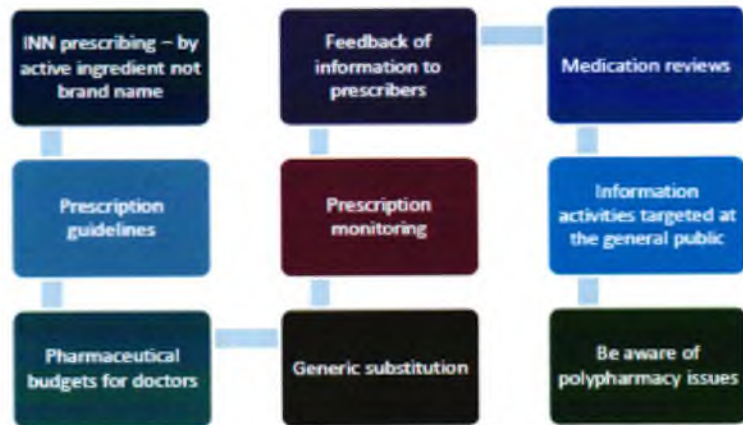 INN prescribing – by
active ingredient not
brand name
Prescription
guidelines
Pharmaceutical
budgets for doctors
Generic substitution
Prescription
monitoring
Feedback of
information to
prescribers
Medication reviews
Information
activities targeted at
the general public
Be aware of
polypharmacy issues